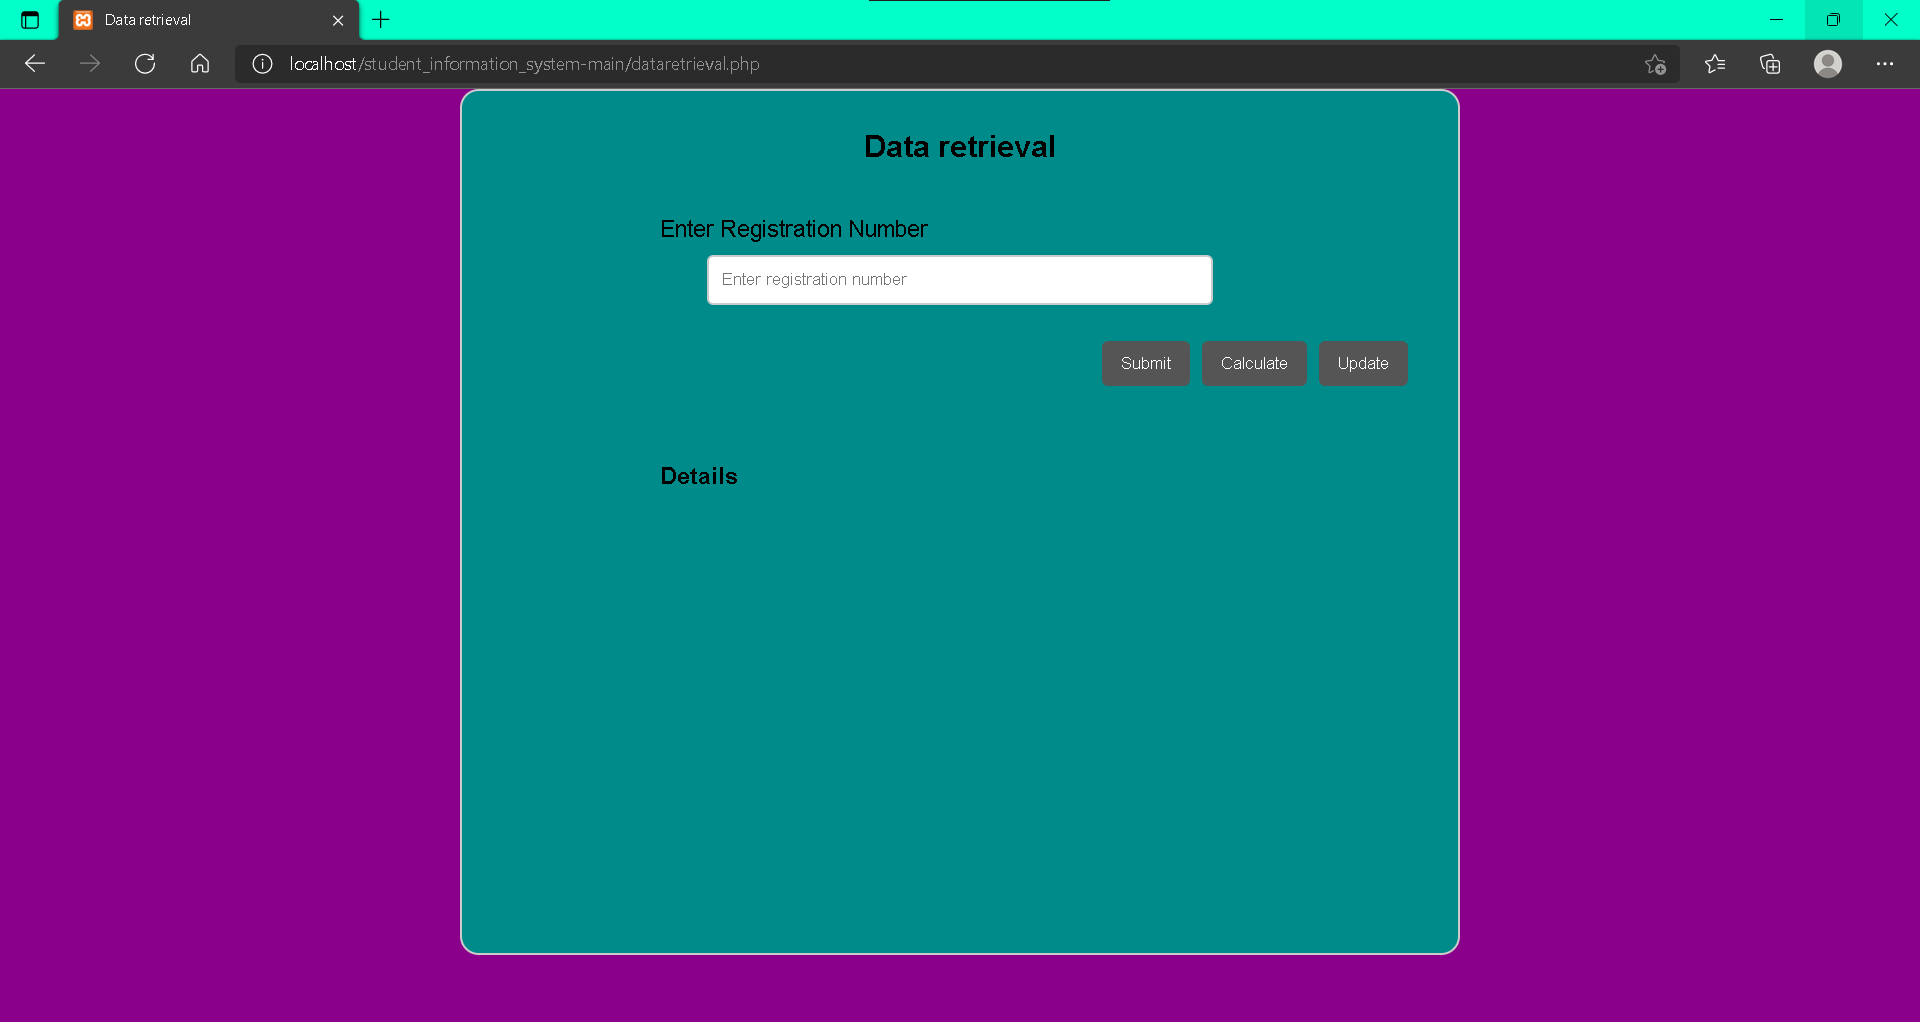 Data retrieval
localhost/student_information_system-main/dataretrieval.php
Data retrieval
Enter Registration Number
Enter registration number
Submit Calculate Update
Details